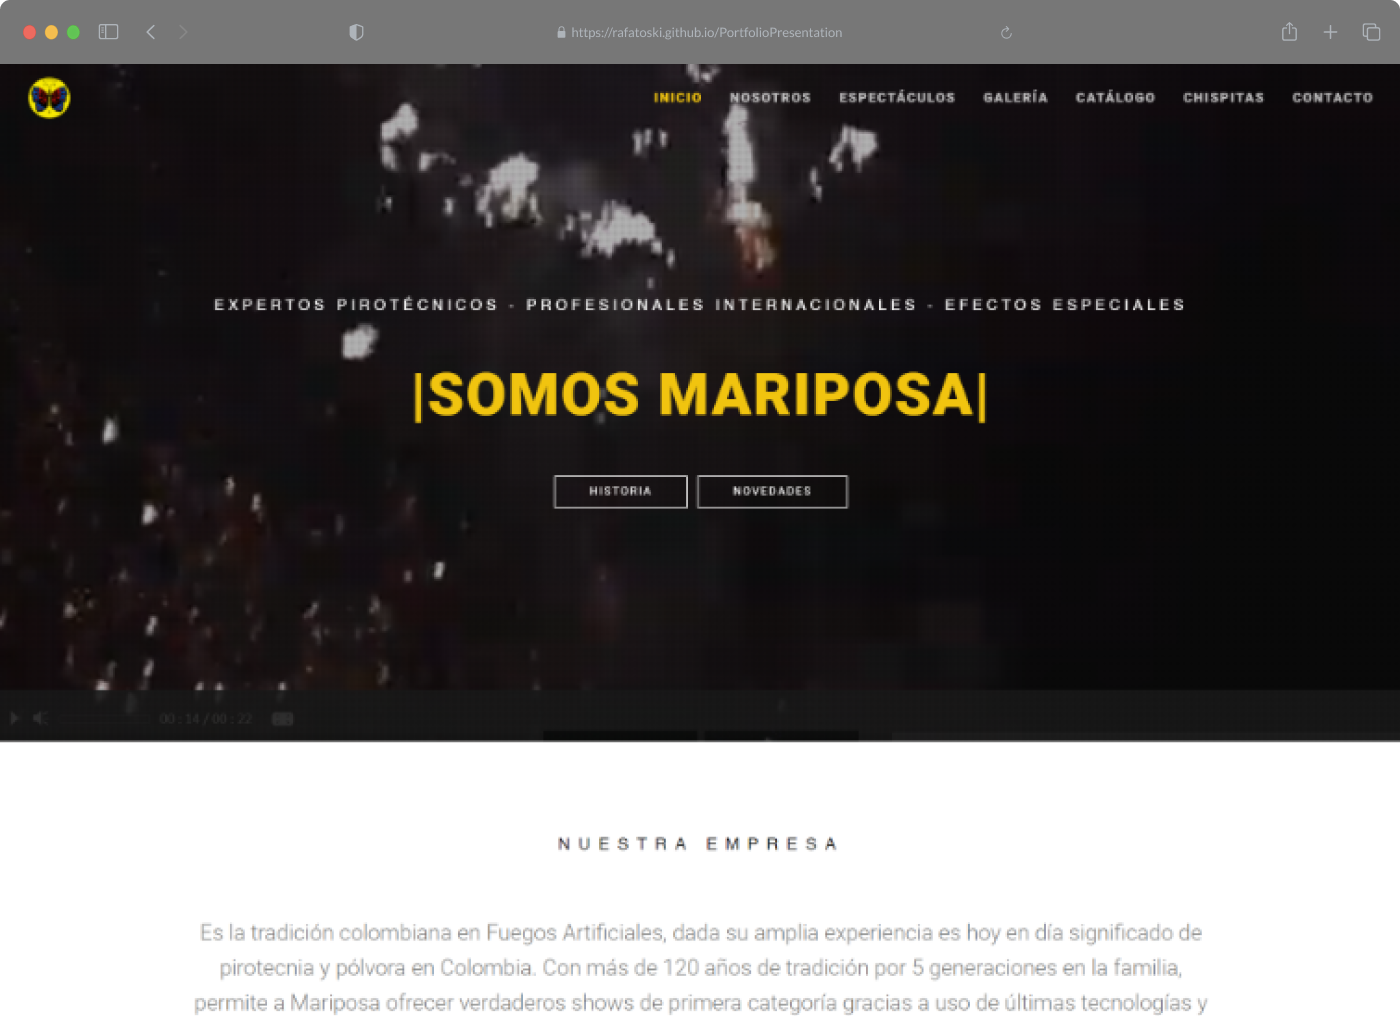 https://rafatoski.github.io/PortfolioPresentation
INICIO NOSOTROS ESPECTÁCULOS GALERÍA CATÁLOGO CHISPITAS CONTACTO
EXPERTOS PIROTÉCNICOS - PROFESIONALES INTERNACIONALES - EFECTOS ESPECIALES
|SOMOS MARIPOSA|
HISTORIA NOVEDADES
00:14/00:22
NUESTRA EMPRESA
Es la tradición colombiana en Fuegos Artificiales, dada su amplia experiencia es hoy en día significado de
pirotecnia y pólvora en Colombia. Con más de 120 años de tradición por 5 generaciones en la familia,
permite a Mariposa ofrecer verdaderos shows de primera categoría gracias a uso de últimas tecnologías y